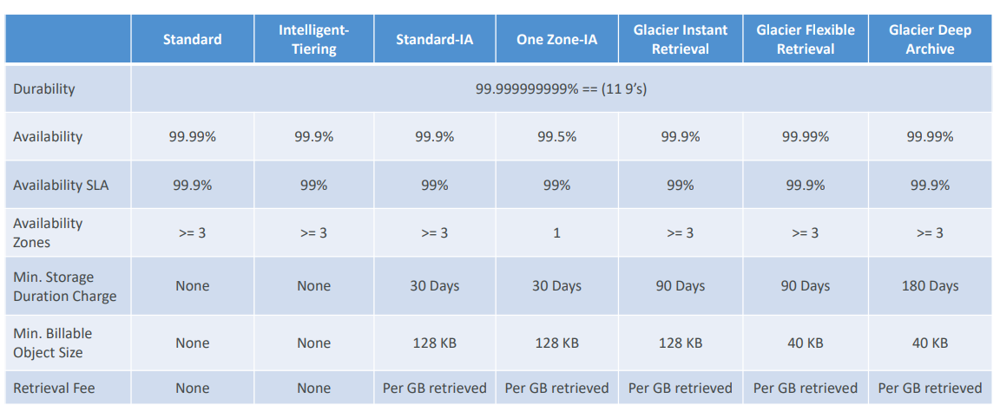 Standard
Intelligent-
Tiering
Standard-IA
One Zone-IA
Glacier Instant
Retrieval
Glacier Flexible
Retrieval
Glacier Deep
Archive
Durability
99.999999999% == (11 9’s)
Availability
99.99%
99.9%
99.9%
99.5%
99.9%
99.99%
99.99%
Availability SLA
99.9%
99%
99%
99%
99%
99.9%
99.9%
Availability
Zones
>= 3
>= 3
>= 3
1
>= 3
>= 3
>= 3
Min. Storage
Duration Charge
None
None
30 Days
30 Days
90 Days
90 Days
180 Days
Min. Billable
Object Size
None
None
128 KB
128 KB
128 KB
40 KB
40 KB
Retrieval Fee
None
None
Per GB retrieved
Per GB retrieved
Per GB retrieved
Per GB retrieved
Per GB retrieved